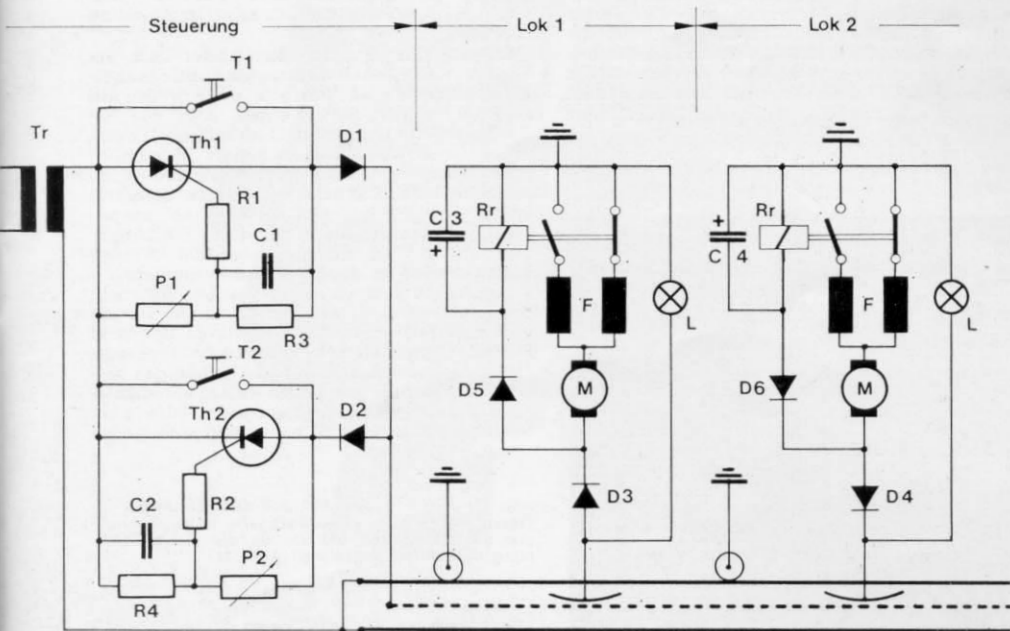 Steuerung
Lok 1
Lok 2
T1
Tr
Th1
D1
R1
C1
P1
R3
T2
Th2
D2
R2
C2
P2
R4
C 3
+
Rr
F
L
D5
M
D3
+
C 4
Rr
F
L
D6
M
D4